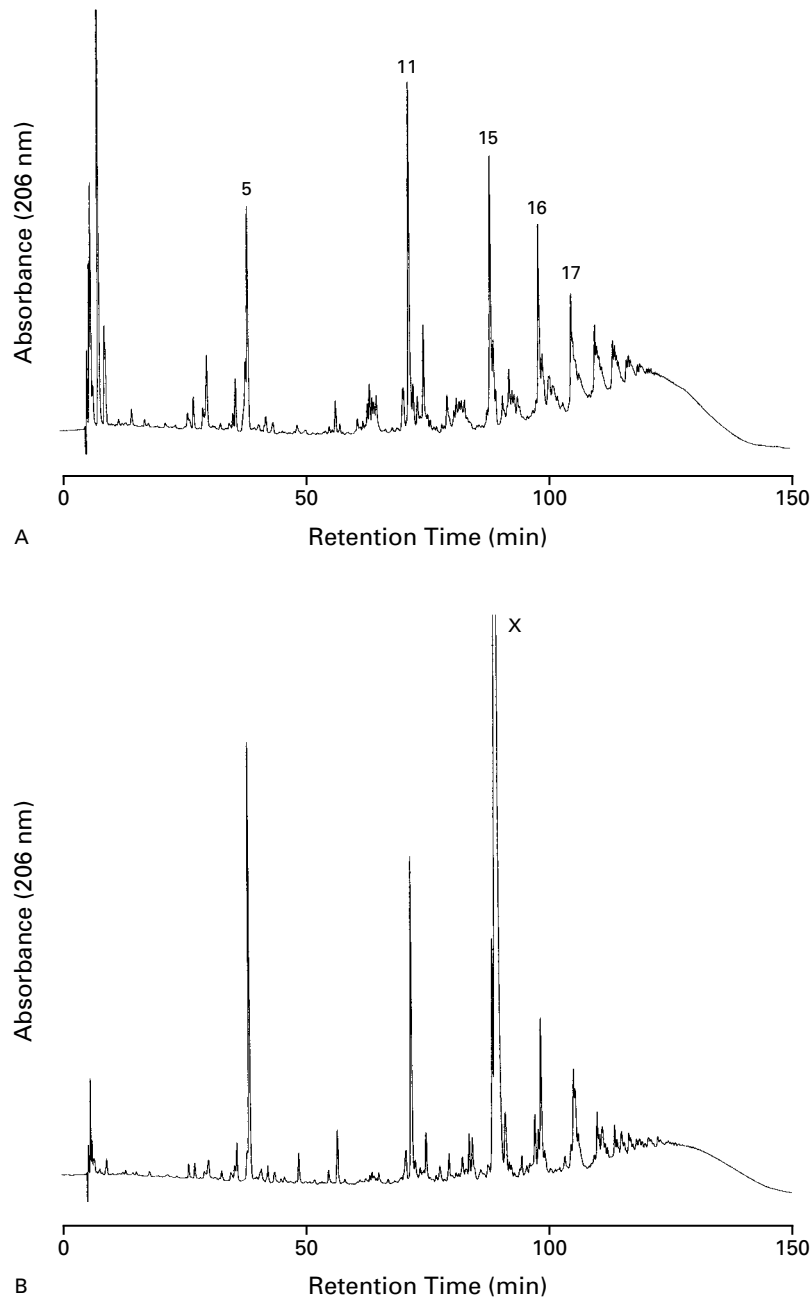 11
15
5
16
17
Absorbance (206 nm)
0 50 100 150
A Retention Time (min)
X
Absorbance (206 nm)
0 50 100 150
B Retention Time (min)